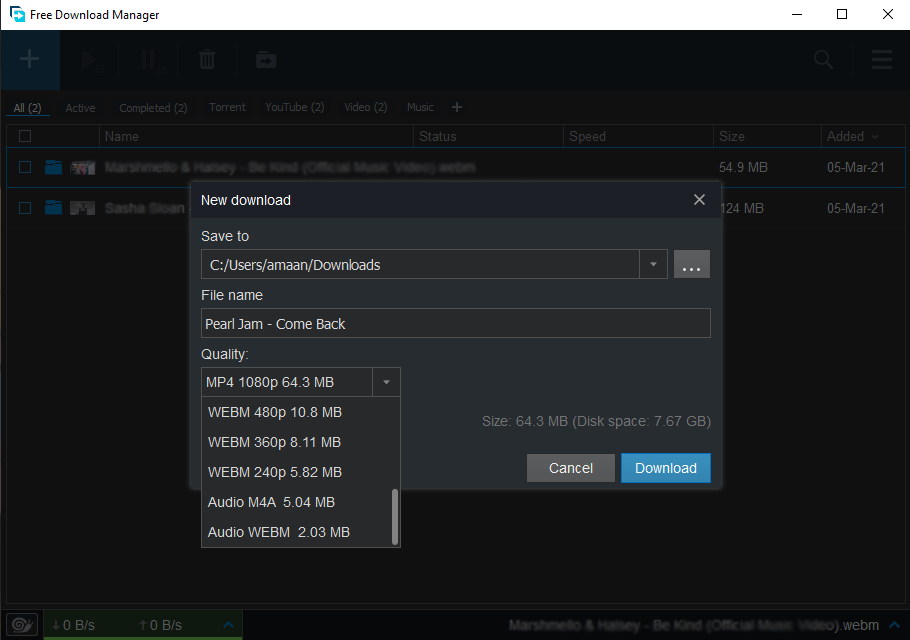 Free Download Manager
All (2) Active Completed (2) Torrent YouTube (2) Video (2) Music +
Name Status Speed Size Added
Marshmello & Halsey - Be Kind (Official Music Video).webm 54.9 MB 05-Mar-21
Sasha Sloan - 124 MB 05-Mar-21
New download
Save to
C:/Users/amaan/Downloads
...
File name
Pearl Jam - Come Back
Quality:
MP4 1080p 64.3 MB
WEBM 480p 10.8 MB
Size: 64.3 MB (Disk space: 7.67 GB)
WEBM 360p 8.11 MB
WEBM 240p 5.82 MB
Cancel Download
Audio M4A 5.04 MB
Audio WEBM 2.03 MB
↓0 B/s ↑0 B/s Marshmello & Halsey - Be Kind (Official Music Video).webm